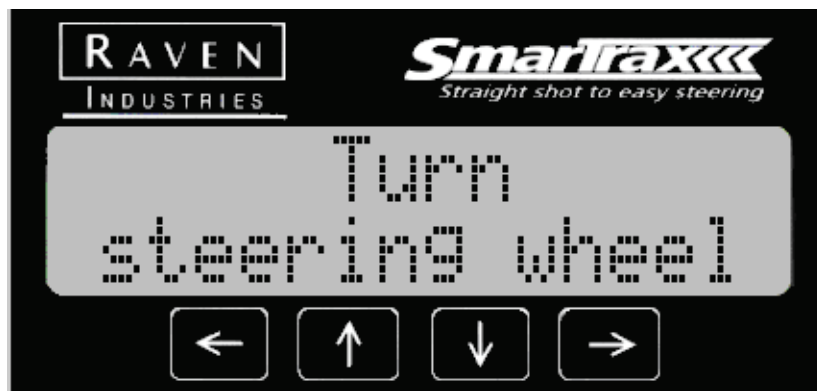 RAVEN
INDUSTRIES
SmarTrax
Straight shot to easy steering
Turn
steering wheel